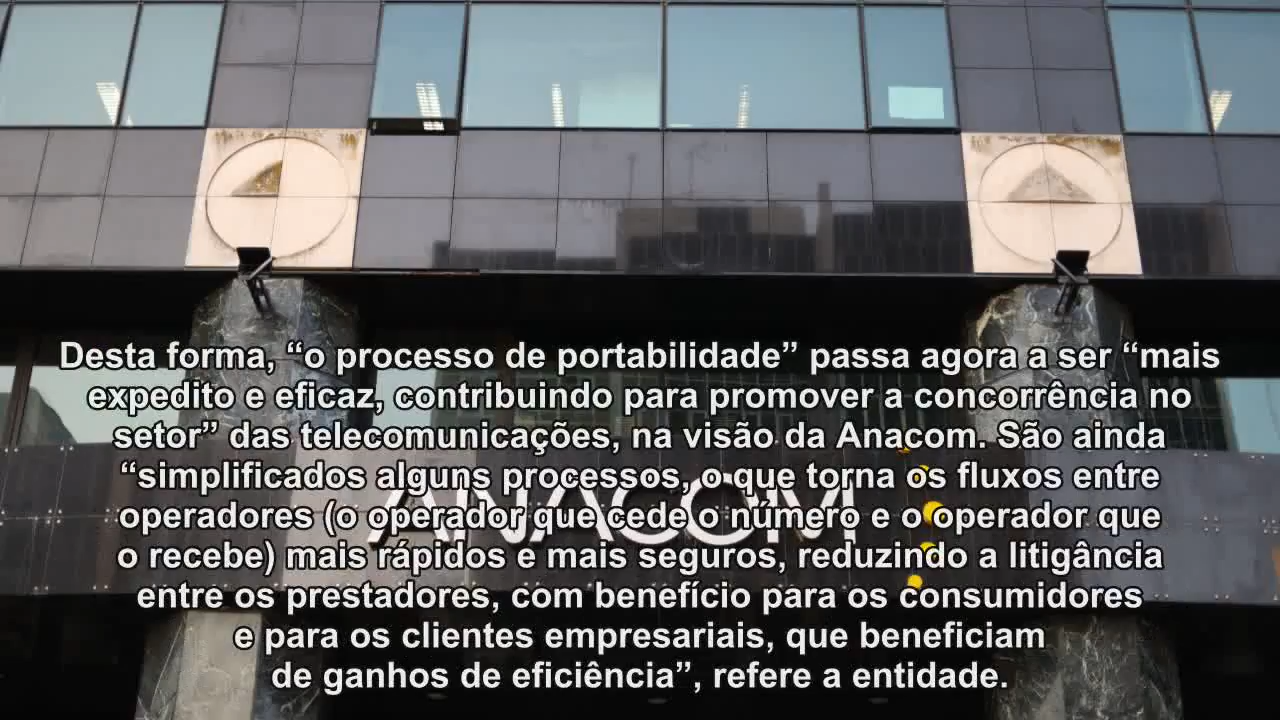 Desta forma, “o processo de portabilidade” passa agora a ser “mais
expedito e eficaz, contribuindo para promover a concorrência no
setor” das telecomunicações, na visão da Anacom. São ainda
“simplificados alguns processos, o que torna os fluxos entre
operadores (o operador que cede o número e o operador que
o recebe) mais rápidos e mais seguros, reduzindo a litigância
entre os prestadores, com benefício para os consumidores
e para os clientes empresariais, que beneficiam
de ganhos de eficiência”, refere a entidade.
ANACOM